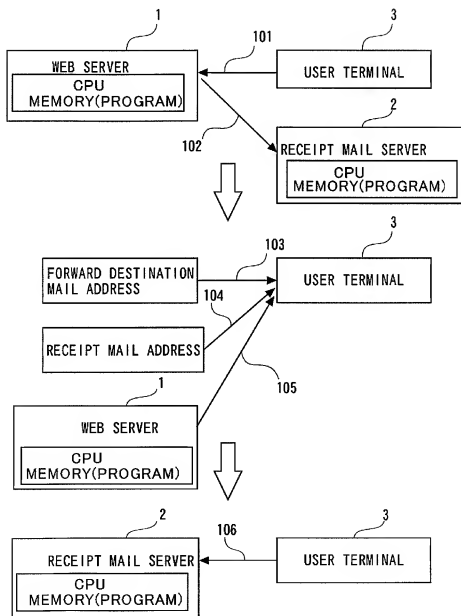 1
3
101
WEB SERVER
CPU
MEMORY(PROGRAM)
USER TERMINAL
2
102
RECEIPT MAIL SERVER
CPU
MEMORY(PROGRAM)
103
3
FORWARD DESTINATION
MAIL ADDRESS
USER TERMINAL
104
RECEIPT MAIL ADDRESS
105
1
WEB SERVER
CPU
MEMORY(PROGRAM)
2
3
106
RECEIPT MAIL SERVER
CPU
MEMORY(PROGRAM)
USER TERMINAL